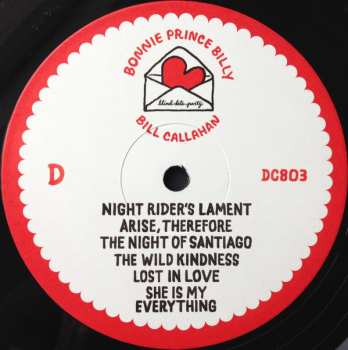 BONNIE PRINCE BILLY
blind date party
BILL CALLAHAN
D
DC803
NIGHT RIDER'S LAMENT
ARISE, THEREFORE
THE NIGHT OF SANTIAGO
THE WILD KINDNESS
LOST IN LOVE
SHE IS MY
EVERYTHING